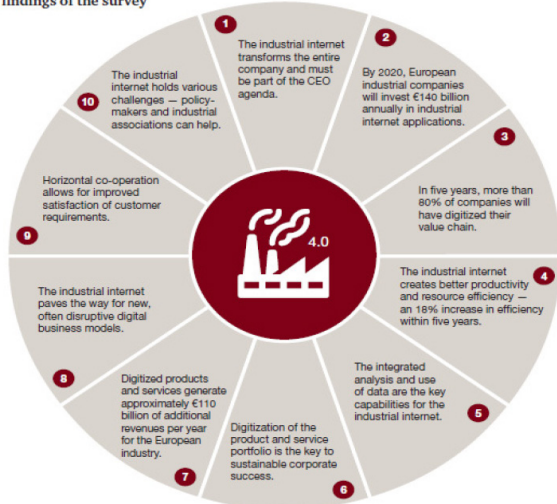 findings of the survey
1
The industrial internet
transforms the entire
company and must
be part of the CEO
agenda.
2
By 2020, European
industrial companies
will invest €140 billion
annually in industrial
internet applications.
3
In five years, more than
80% of companies will
have digitized their
value chain.
4
The industrial internet
creates better productivity
and resource efficiency —
an 18% increase in efficiency
within five years.
5
The integrated
analysis and use
of data are the key
capabilities for the
industrial internet.
6
Digitization of the
product and service
portfolio is the key to
sustainable corporate
success.
7
Digitized products
and services generate
approximately €110
billion of additional
revenues per year
for the European
industry.
8
The industrial internet
paves the way for new,
often disruptive digital
business models.
9
Horizontal co-operation
allows for improved
satisfaction of customer
requirements.
10
The industrial
internet holds various
challenges — policy-
makers and industrial
associations can help.
4.0